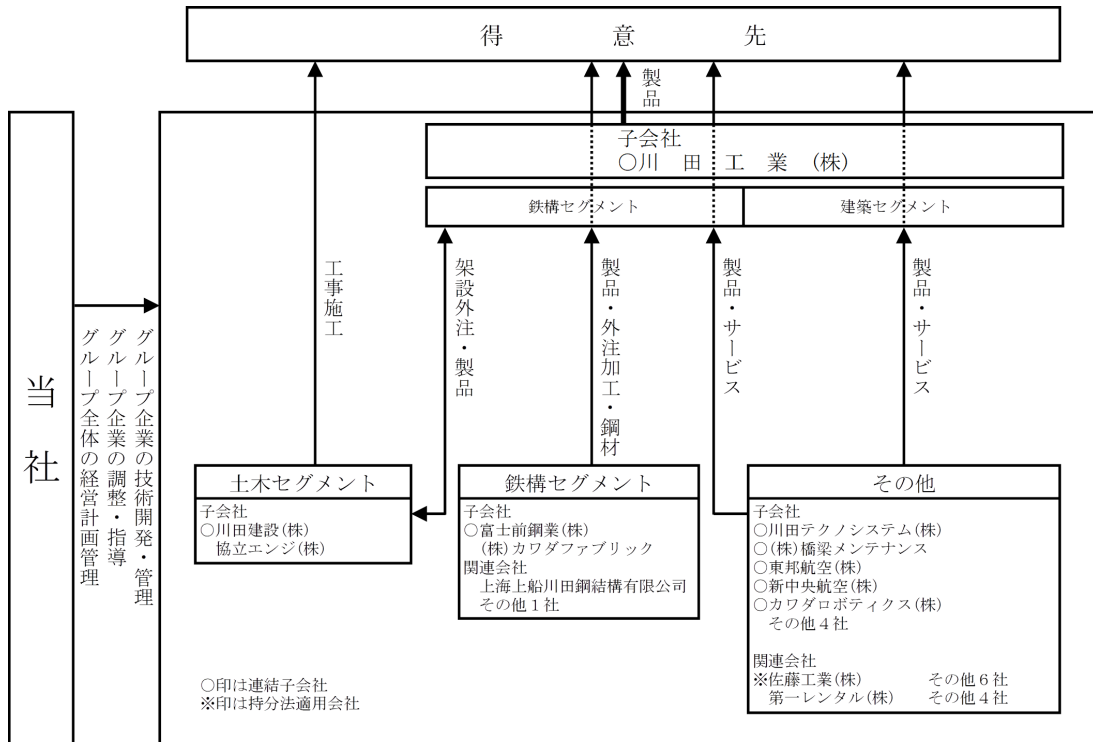 得意先
製品
子会社
○川田工業(株)
鉄構セグメント
建築セグメント
工事施工
架設外注・製品
製品・外注加工・鋼材
製品・サービス
製品・サービス
当社
グループ企業の技術開発・管理
グループ企業の調整・指導
グループ全体の経営計画管理
土木セグメント
子会社
○川田建設(株)
協立エンジ(株)
鉄構セグメント
子会社
○富士前鋼業(株)
(株)カワダファブリック
関連会社
上海上船川田鋼結構有限公司
その他1社
その他
子会社
○川田テクノシステム(株)
○(株)橋梁メンテナンス
○東邦航空(株)
○新中央航空(株)
○カワダロボティクス(株)
その他4社
関連会社
※佐藤工業(株) その他6社
第一レンタル(株) その他4社
○印は連結子会社
※印は持分法適用会社